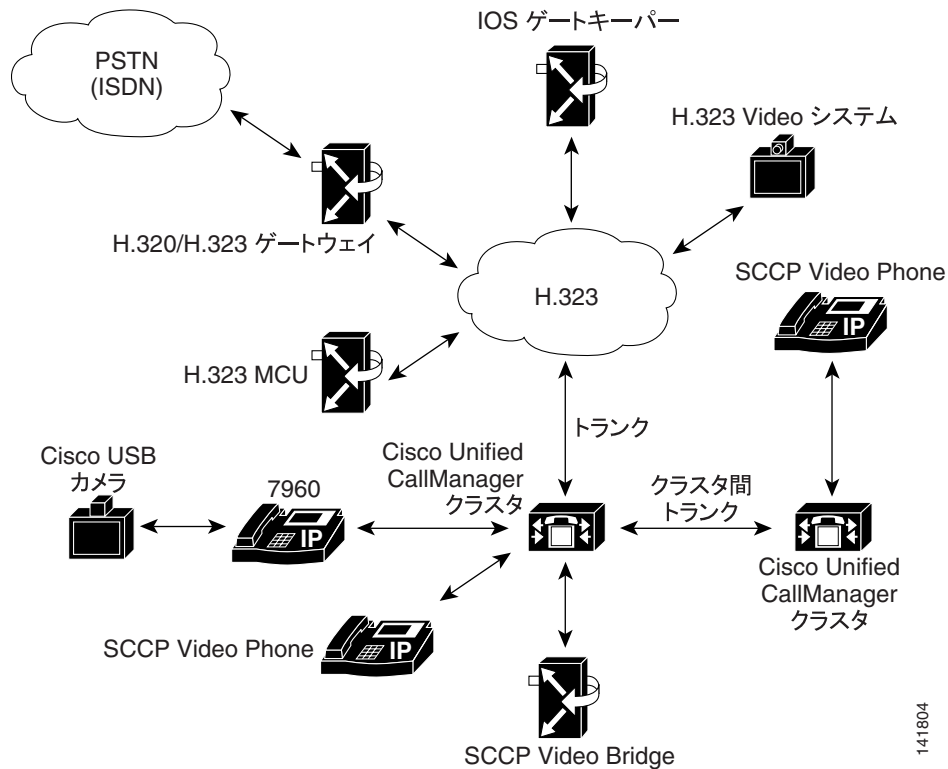 IOS ゲートキーパー
PSTN
(ISDN)
H.323 Video システム
H.320/H.323 ゲートウェイ
SCCP Video Phone
H.323
IP
H.323 MCU
トランク
Cisco USB
カメラ
7960
Cisco Unified
CallManager
クラスタ
クラスタ間
トランク
IP
Cisco Unified
CallManager
クラスタ
SCCP Video Phone
IP
SCCP Video Bridge
141804